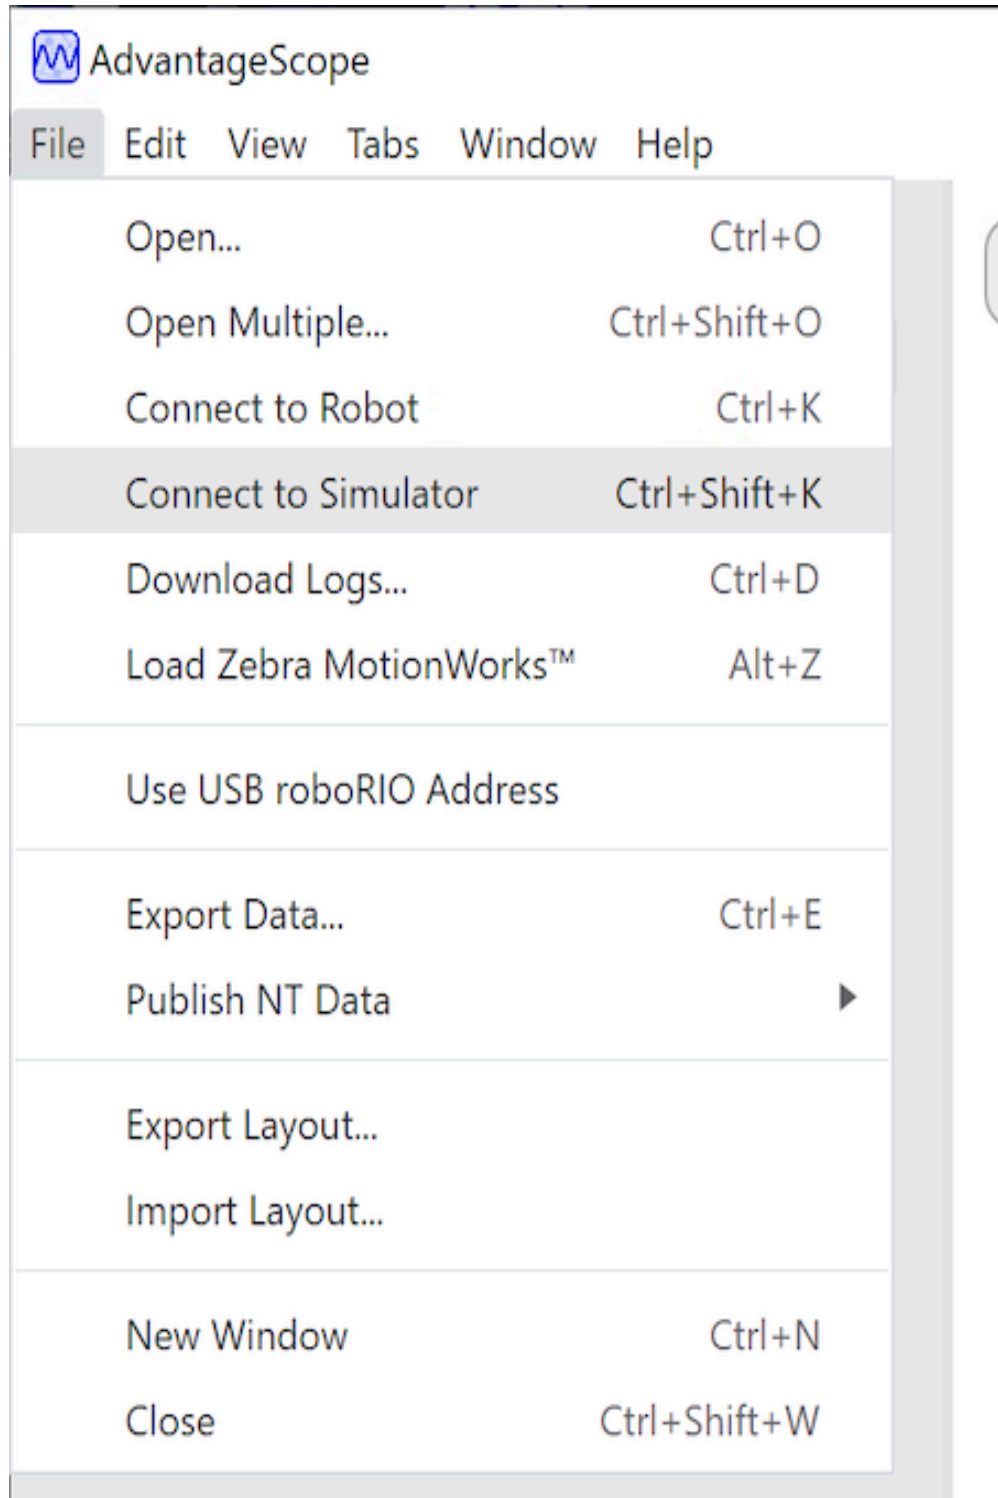 AdvantageScope
File Edit View Tabs Window Help
Open... Ctrl+O
Open Multiple... Ctrl+Shift+O
Connect to Robot Ctrl+K
Connect to Simulator Ctrl+Shift+K
Download Logs... Ctrl+D
Load Zebra MotionWorks™ Alt+Z
Use USB roboRIO Address
Export Data... Ctrl+E
Publish NT Data
Export Layout...
Import Layout...
New Window Ctrl+N
Close Ctrl+Shift+W